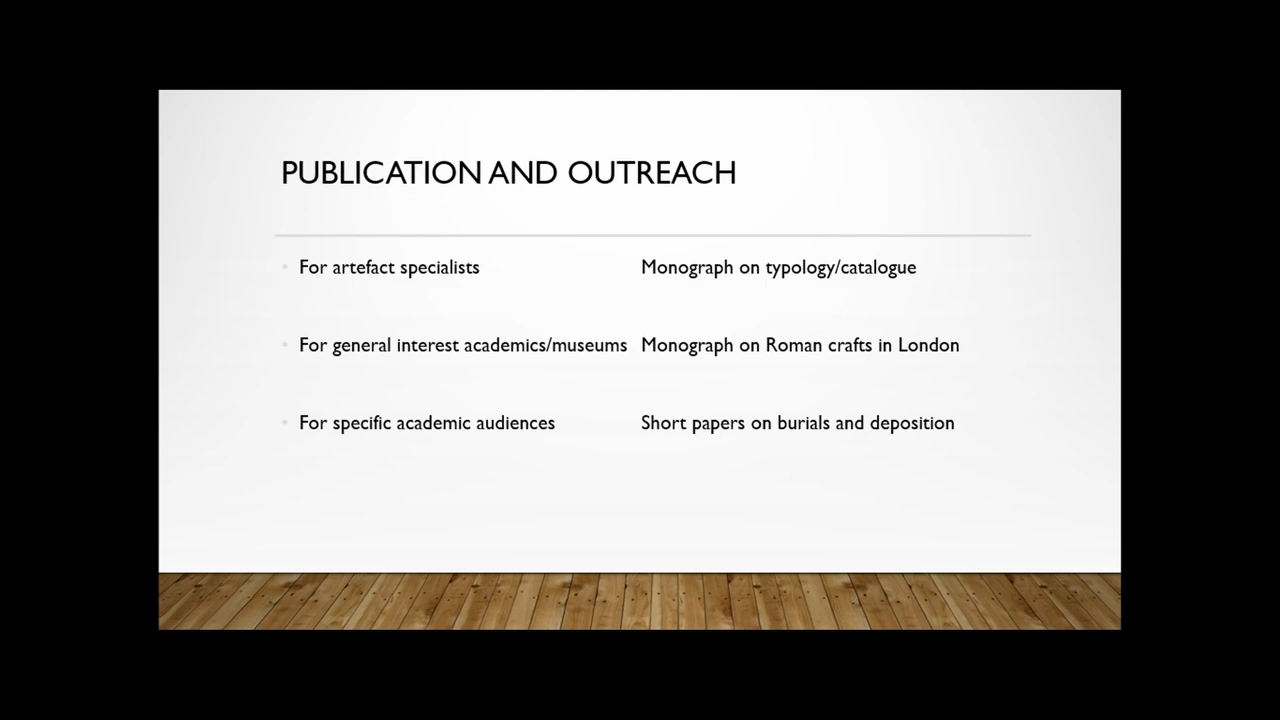 PUBLICATION AND OUTREACH
For artefact specialists Monograph on typology/catalogue
For general interest academics/museums Monograph on Roman crafts in London
For specific academic audiences Short papers on burials and deposition